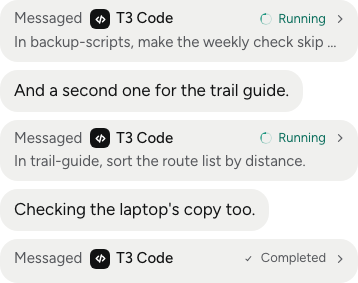 Messaged T3 Code Running
In backup-scripts, make the weekly check skip ...
And a second one for the trail guide.
Messaged T3 Code Running
In trail-guide, sort the route list by distance.
Checking the laptop's copy too.
Messaged T3 Code Completed